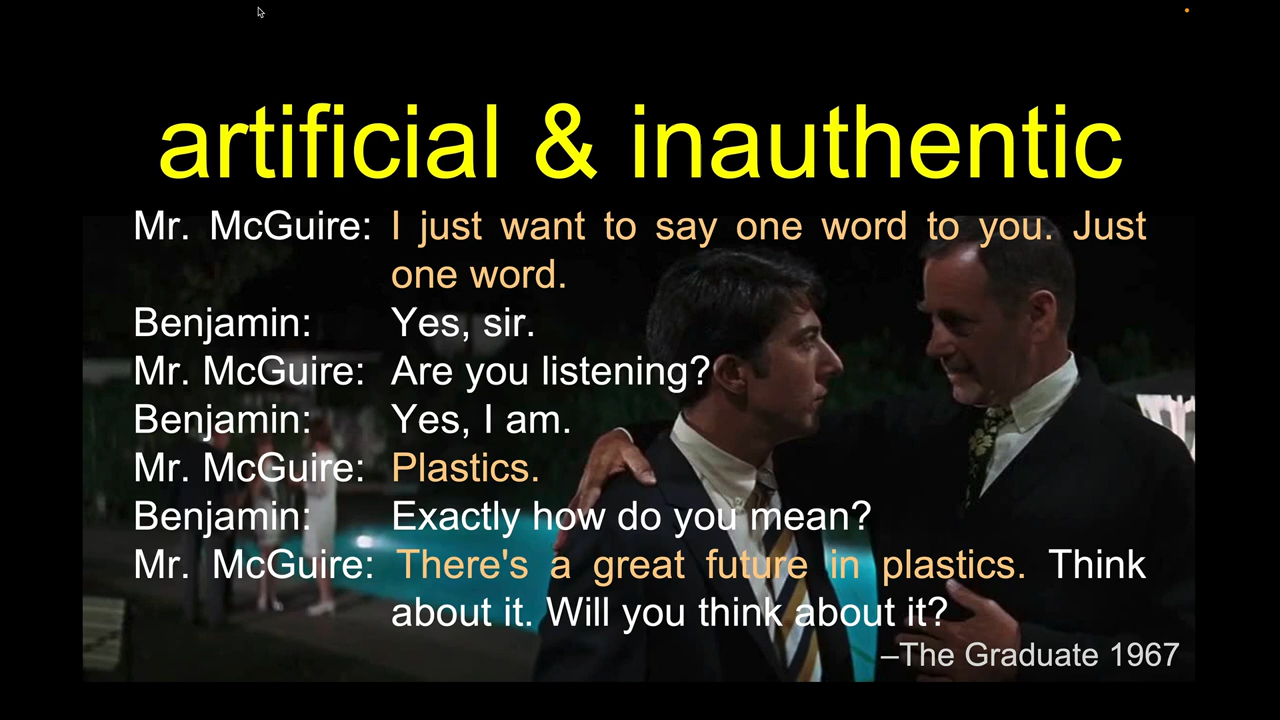 artificial & inauthentic
Mr. McGuire: I just want to say one word to you. Just
one word.
Benjamin: Yes, sir.
Mr. McGuire: Are you listening?
Benjamin: Yes, I am.
Mr. McGuire: Plastics.
Benjamin: Exactly how do you mean?
Mr. McGuire: There's a great future in plastics. Think
about it. Will you think about it?
–The Graduate 1967